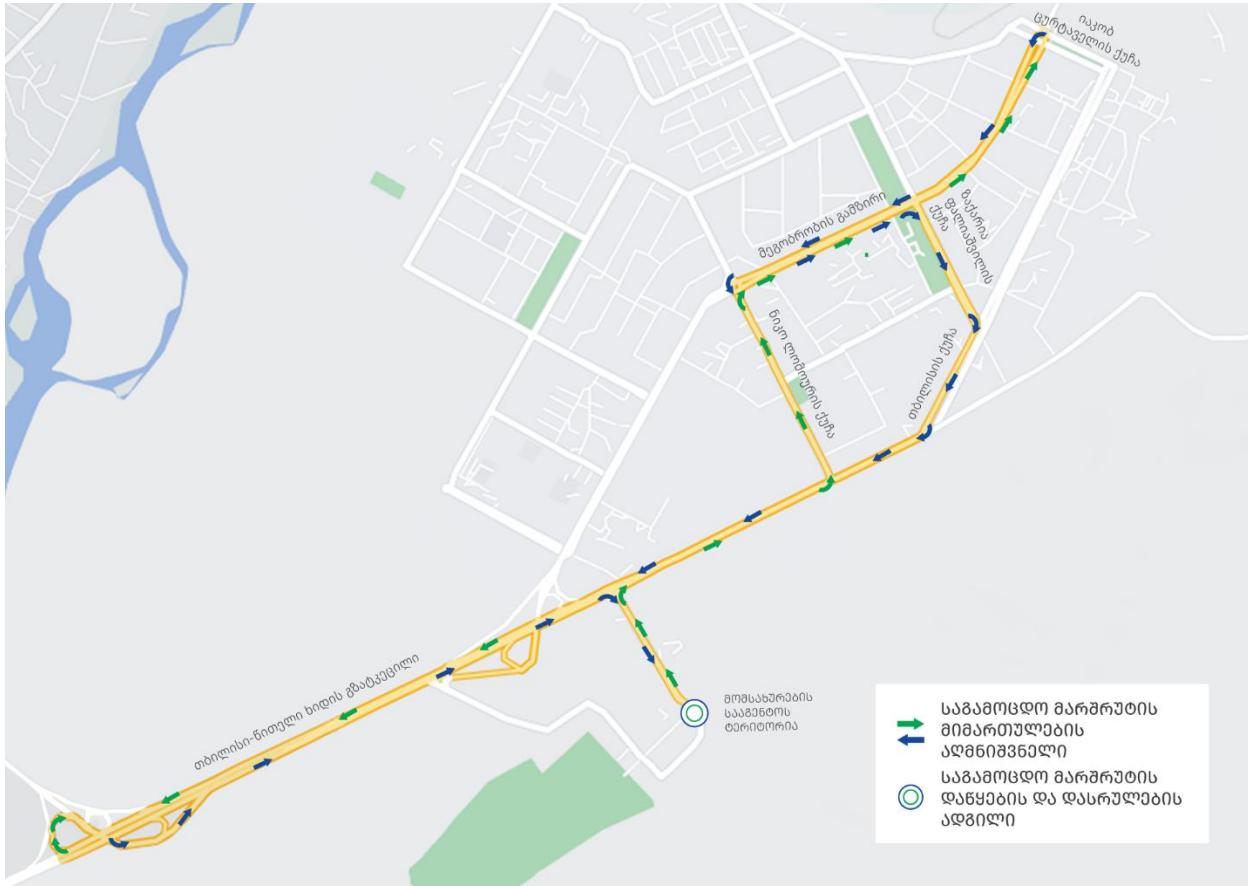 იაკობ
ცურტაველის ქუჩა
მეგობრობის გამზირი
ზაქარია
ფალიაშვილის
ქუჩა
ნიკო ლომოურის ქუჩა
თბილისის ქუჩა
თბილისი-წითელი ხიდის გზატკეცილი
მომსახურების
სააგენტოს
ტერიტორია
საგამოცდო მარშრუტის
მიმართულების
აღმნიშვნელი
საგამოცდო მარშრუტის
დაწყების და დასრულების
ადგილი